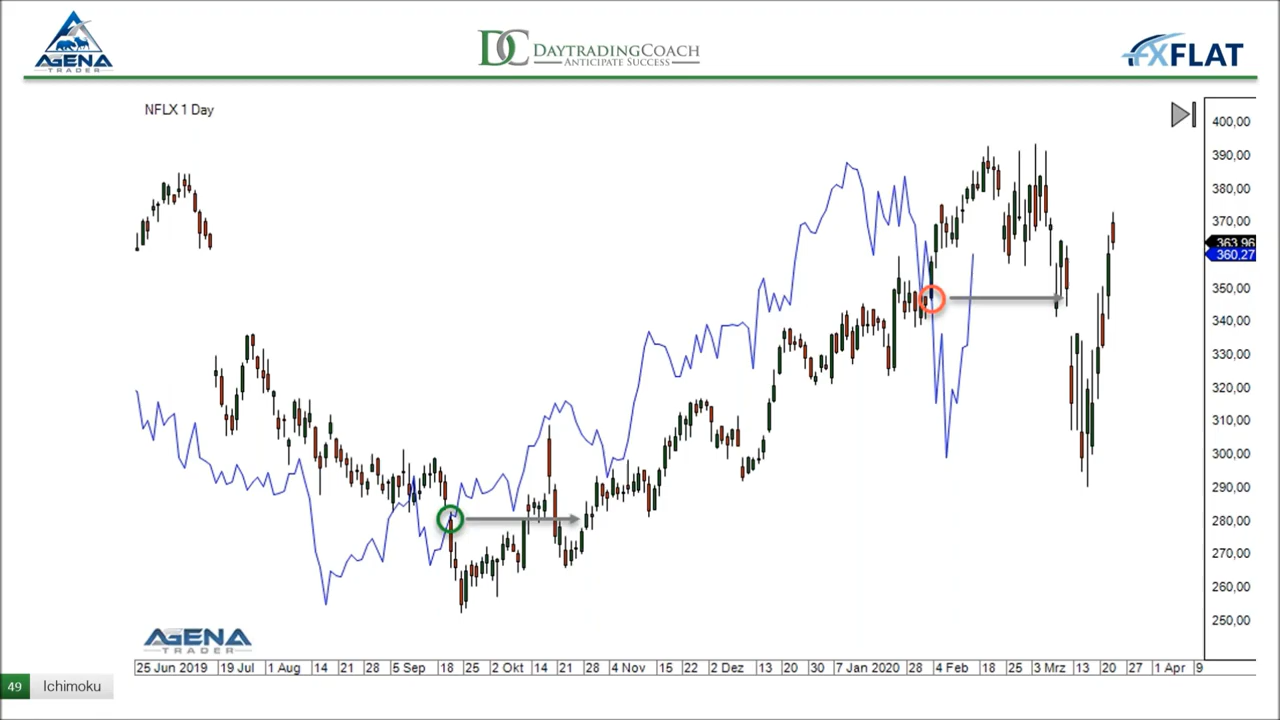 AGENA
TRADER
DC DAYTRADINGCOACH
ANTICIPATE SUCCESS
FXFLAT
NFLX 1 Day
400,00
390,00
380,00
370,00
363,96
360,27
350,00
340,00
330,00
320,00
310,00
300,00
290,00
280,00
270,00
260,00
250,00
AGENA
TRADER
25 Jun 2019 19 Jul 1 Aug 14 21 28 5 Sep 18 25 2 Okt 14 21 28 4 Nov 15 22 2 Dez 13 20 30 7 Jan 2020 28 4 Feb 18 25 3 Mrz 13 20 27 1 Apr 9
49 Ichimoku